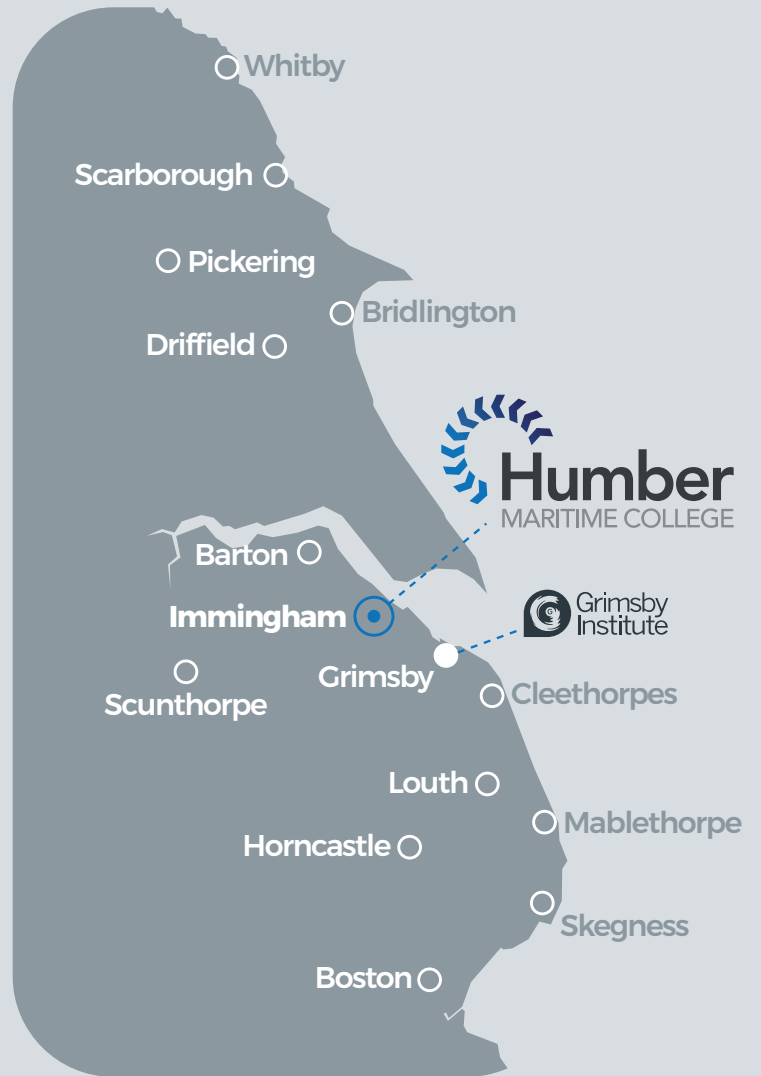 Whitby
Scarborough
Pickering
Bridlington
Driffield
Humber
MARITIME COLLEGE
Barton
Immingham
Grimsby
Institute
Grimsby
Scunthorpe
Cleethorpes
Louth
Mablethorpe
Horncastle
Skegness
Boston